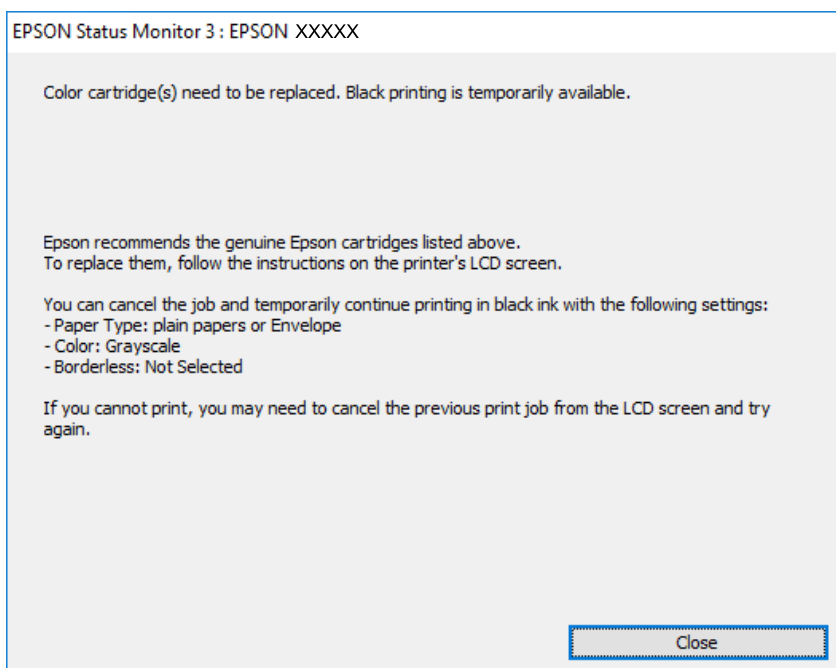 EPSON Status Monitor 3 : EPSON XXXXX
Color cartridge(s) need to be replaced. Black printing is temporarily available.
Epson recommends the genuine Epson cartridges listed above.
To replace them, follow the instructions on the printer's LCD screen.
You can cancel the job and temporarily continue printing in black ink with the following settings:
- Paper Type: plain papers or Envelope
- Color: Grayscale
- Borderless: Not Selected
If you cannot print, you may need to cancel the previous print job from the LCD screen and try
again.
Close